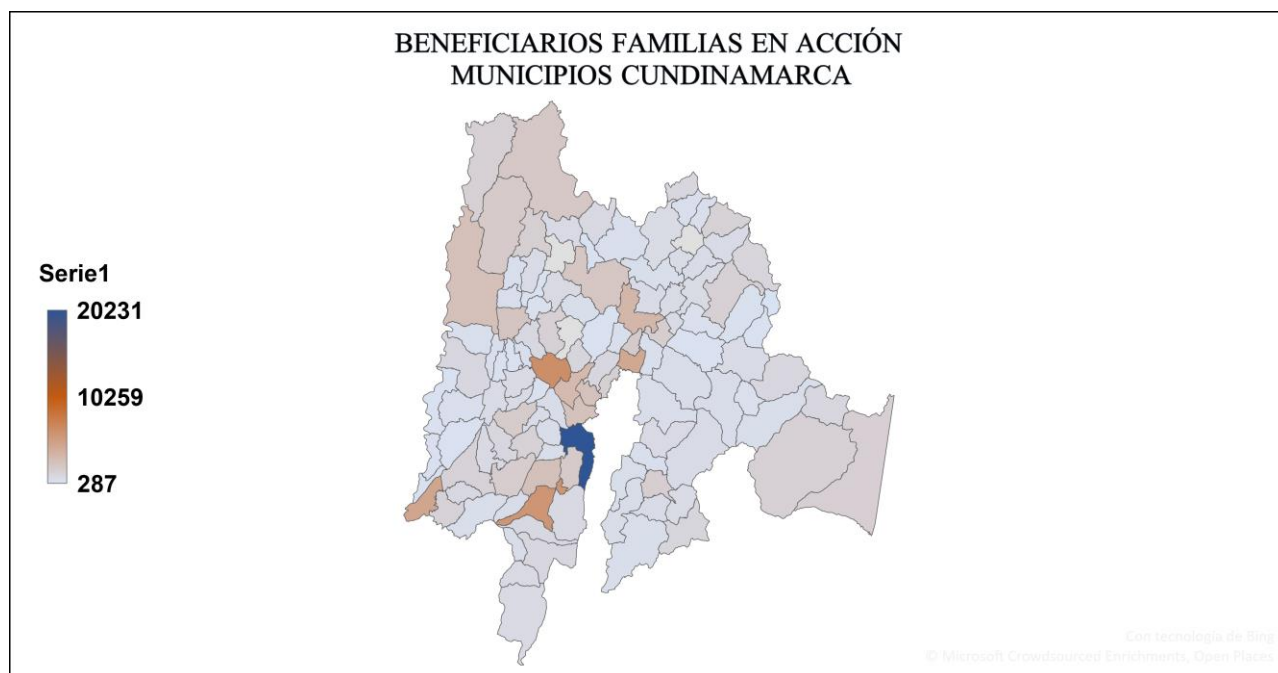 BENEFICIARIOS FAMILIAS EN ACCIÓN
MUNICIPIOS CUNDINAMARCA
Serie1
20231
10259
287
Con tecnología de Bing
© Microsoft Crowdsourced Enrichments, Open Places